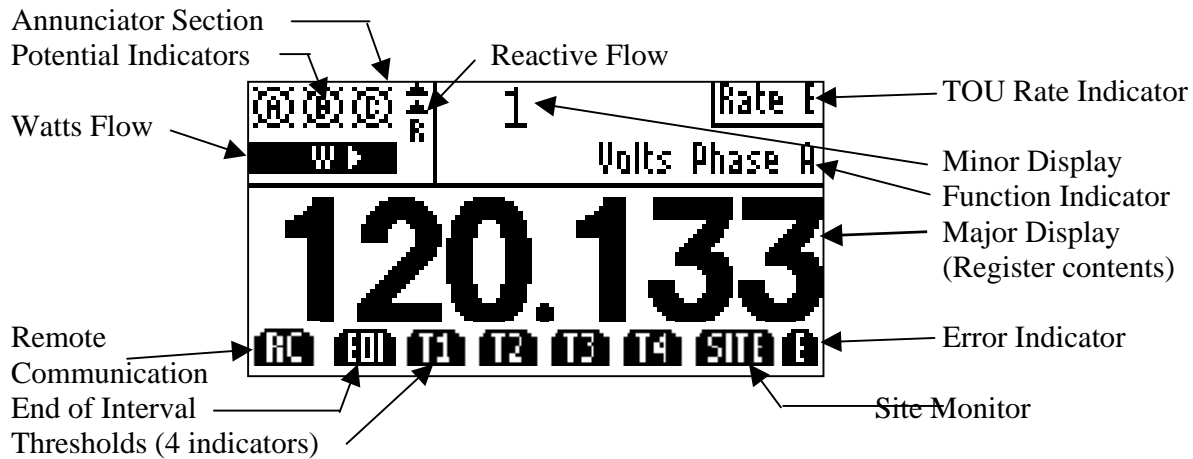 Annunciator Section
Potential Indicators
Reactive Flow
Watts Flow
TOU Rate Indicator
Minor Display
Function Indicator
Major Display
(Register contents)
A B C
R
W
1
Rate E
Volts Phase A
120.133
RC EOI T1 T2 T3 T4 SITE E
Remote
Communication
End of Interval
Thresholds (4 indicators)
Error Indicator
Site Monitor